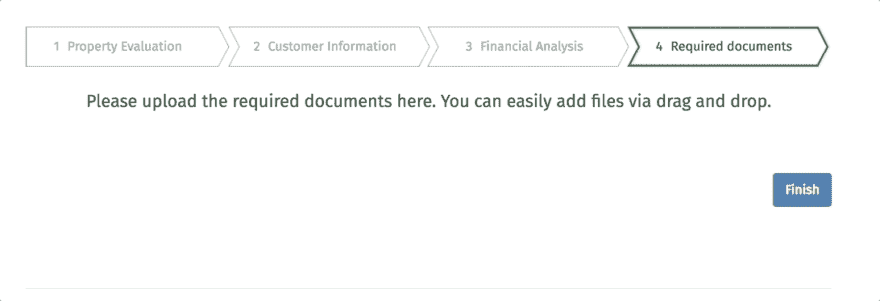 1 Property Evaluation 2 Customer Information 3 Financial Analysis 4 Required documents
Please upload the required documents here. You can easily add files via drag and drop.
Finish